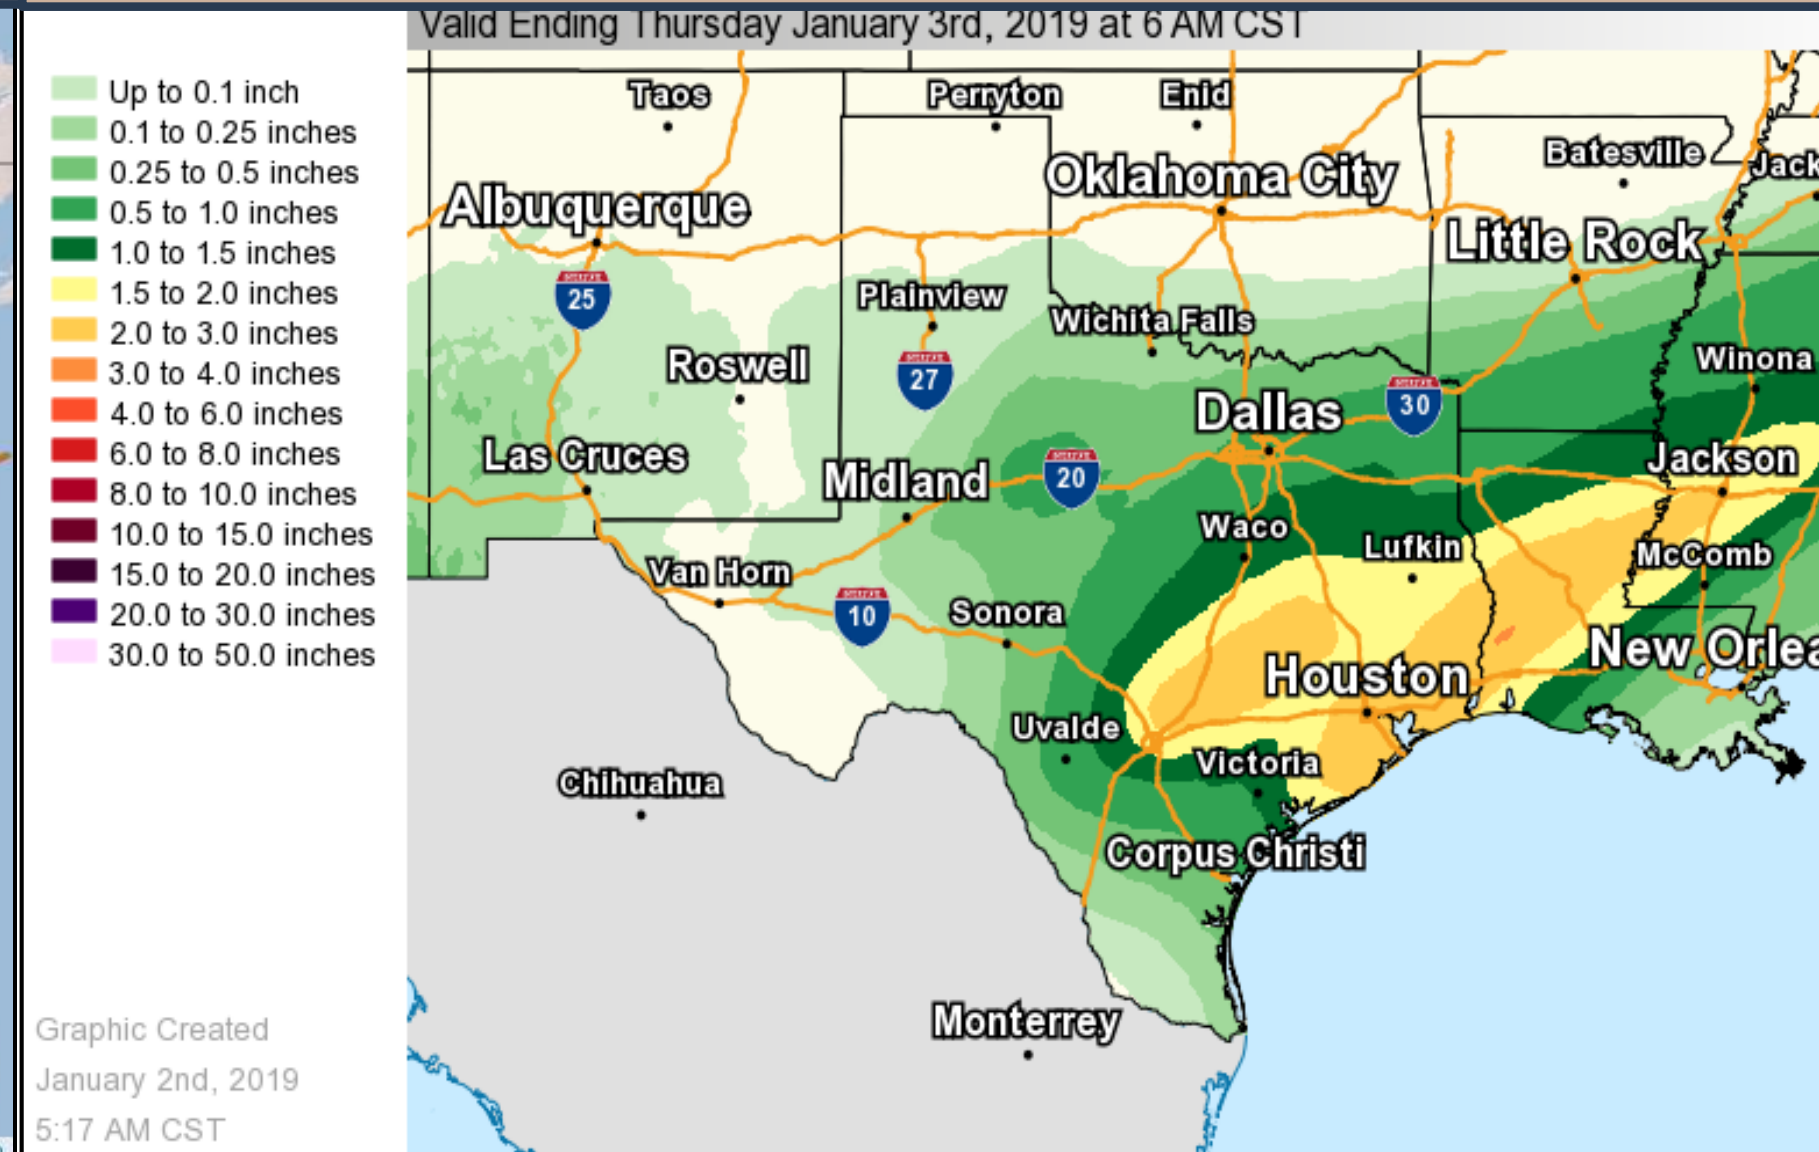 Valid Ending Thursday January 3rd, 2019 at 6 AM CST
Up to 0.1 inch
0.1 to 0.25 inches
0.25 to 0.5 inches
0.5 to 1.0 inches
1.0 to 1.5 inches
1.5 to 2.0 inches
2.0 to 3.0 inches
3.0 to 4.0 inches
4.0 to 6.0 inches
6.0 to 8.0 inches
8.0 to 10.0 inches
10.0 to 15.0 inches
15.0 to 20.0 inches
20.0 to 30.0 inches
30.0 to 50.0 inches
Graphic Created
January 2nd, 2019
5:17 AM CST
Taos
Perryton
Enid
Batesville
Jack
Oklahoma City
Albuquerque
Little Rock
25
Plainview
Wichita Falls
Roswell
27
Winona
30
Dallas
Las Cruces
Midland
20
Jackson
Waco
Lufkin
McComb
Van Horn
10
Sonora
New Orlea
Houston
Uvalde
Victoria
Chihuahua
Corpus Christi
Monterrey